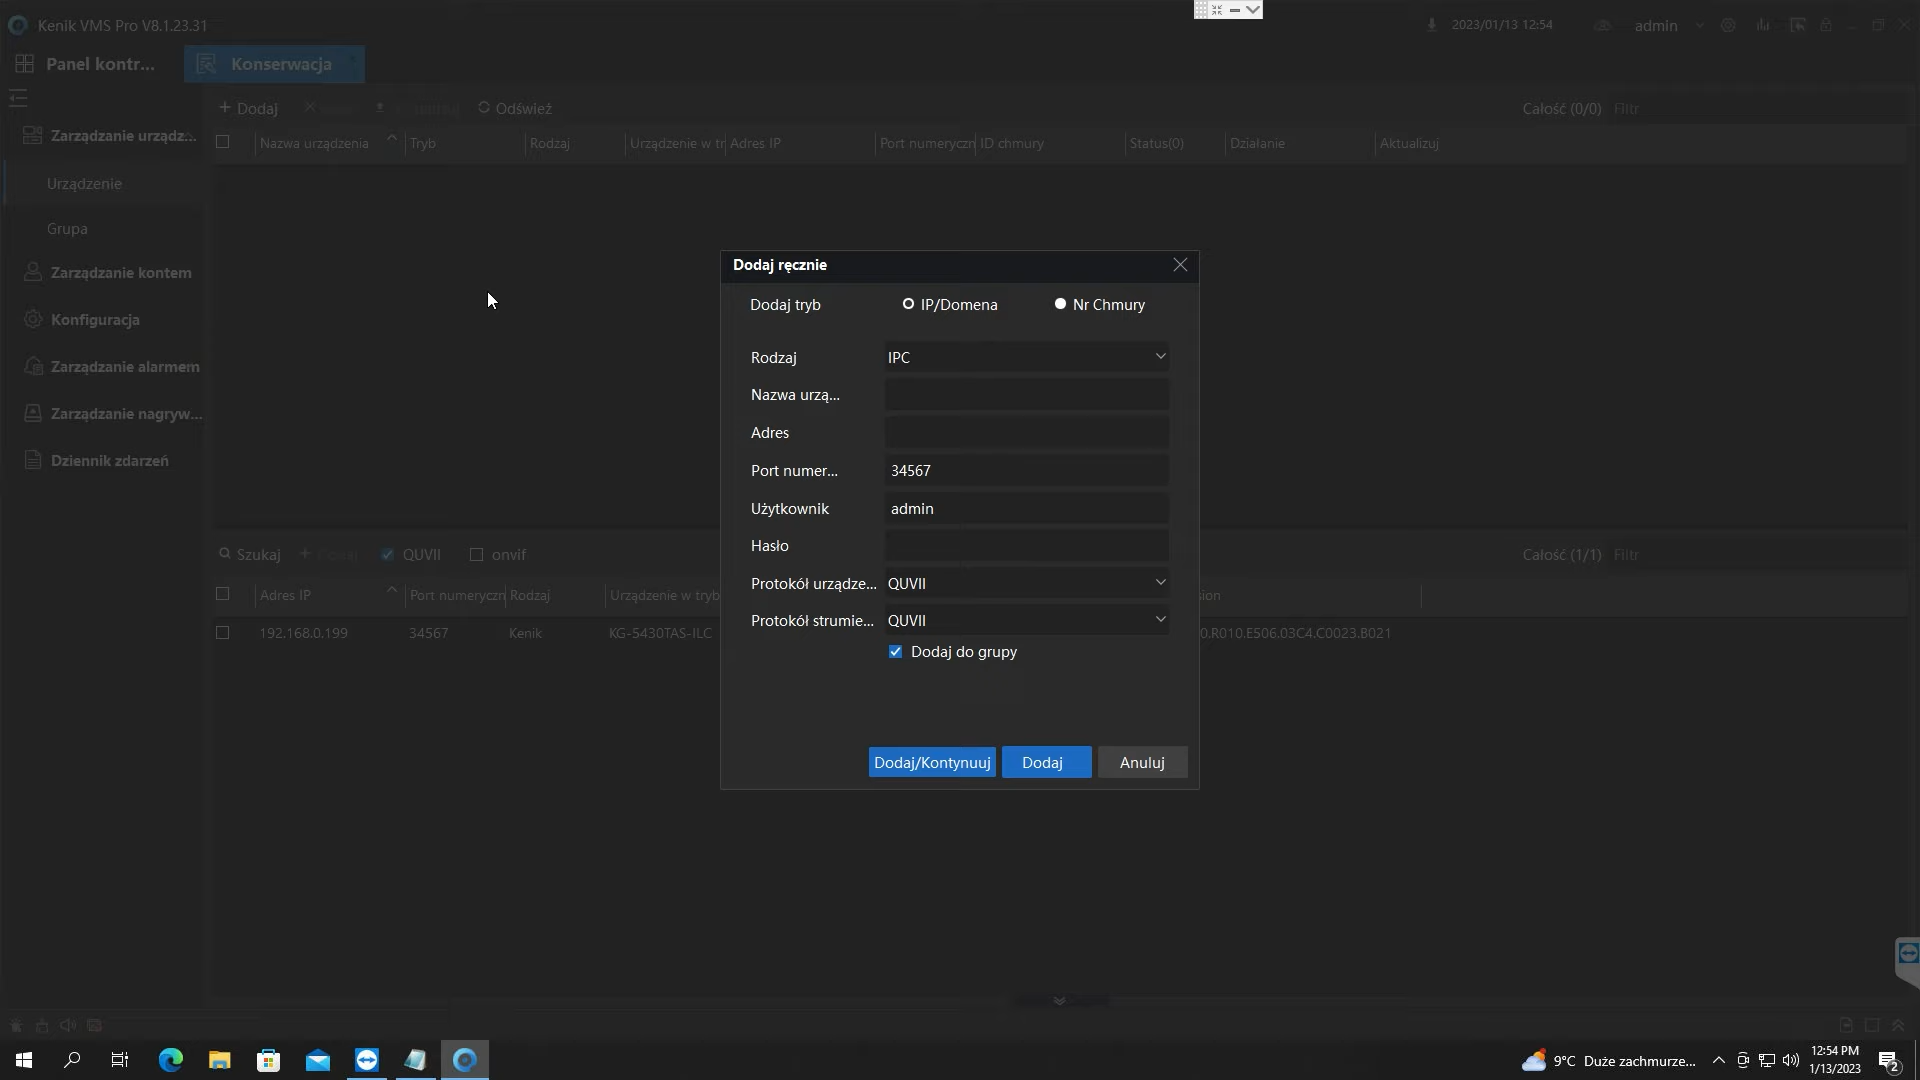 Kenik VMS Pro V8.1.23.31
2023/01/13 12:54
admin
Panel kontr...
Konserwacja
Dodaj
Odśwież
Całość (0/0)
Filtr
Zarządzanie urządz...
Nazwa urządzenia
Tryb
Rodzaj
Urządzenie w tr
Adres IP
Port numeryczn
ID chmury
Status(0)
Działanie
Aktualizuj
Urządzenie
Grupa
Zarządzanie kontem
Konfiguracja
Zarządzanie alarmem
Zarządzanie nagryw...
Dziennik zdarzeń
Dodaj ręcznie
Dodaj tryb
IP/Domena
Nr Chmury
Rodzaj
IPC
Nazwa urzą...
Adres
Port numer...
34567
Użytkownik
admin
Hasło
Protokół urządze...
QUVII
Protokół strumie...
QUVII
Dodaj do grupy
Dodaj/Kontynuuj
Dodaj
Anuluj
Szukaj
QUVII
onvif
Całość (1/1)
Filtr
Adres IP
Port numeryczn
Rodzaj
Urządzenie w tryb
sion
192.168.0.199
34567
Kenik
KG-5430TAS-ILC
0.R010.E506.03C4.C0023.B021
9°C Duże zachmurze...
12:54 PM
1/13/2023
2